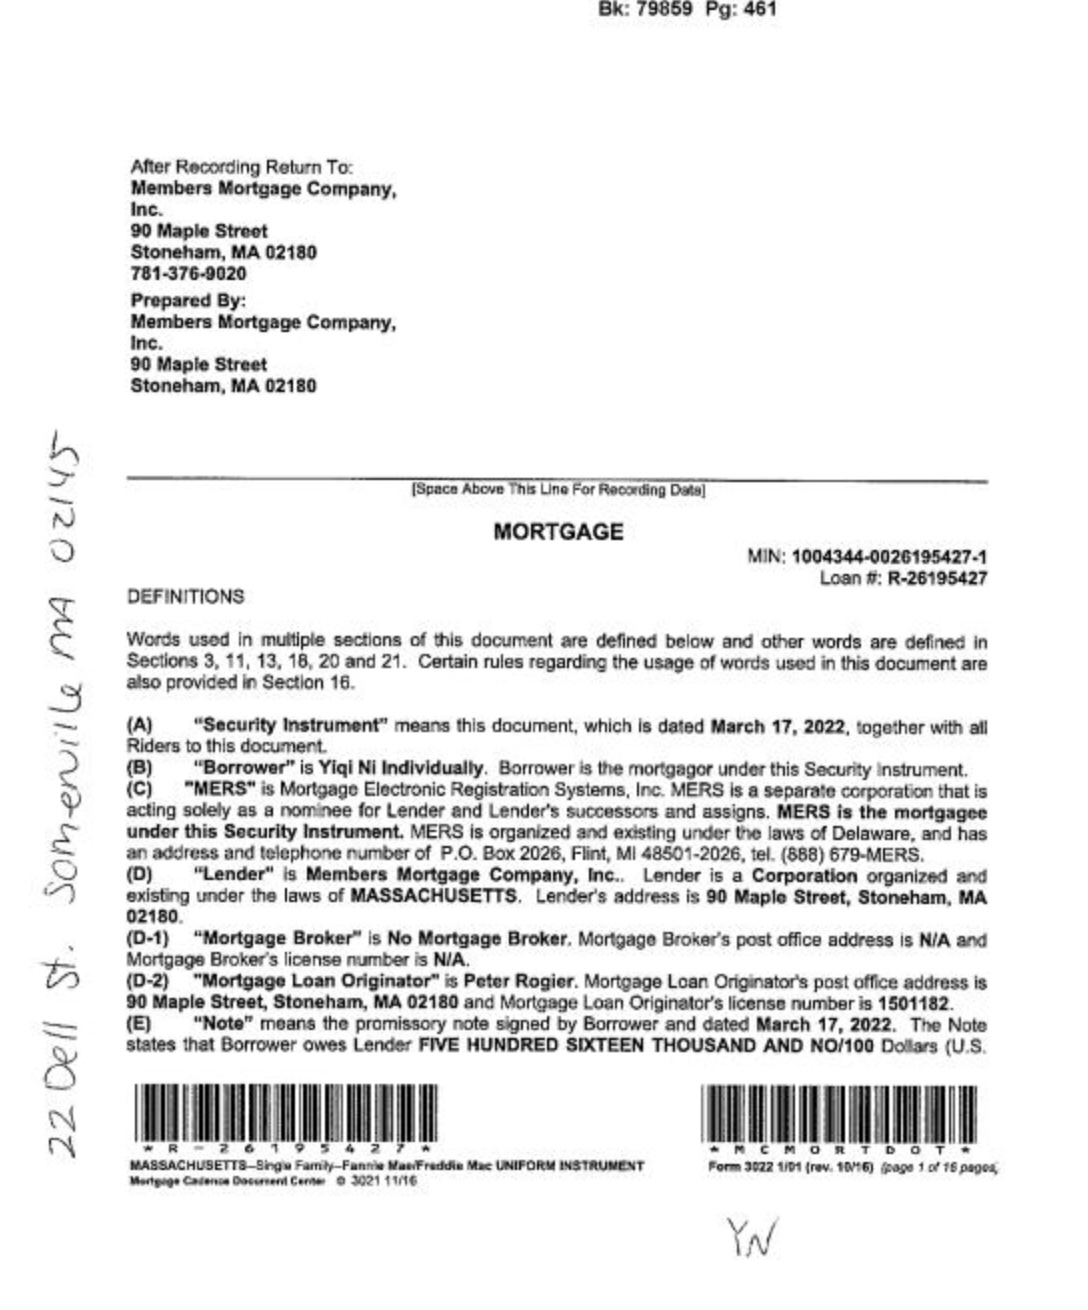 Bk: 79859 Pg: 461
After Recording Return To:
Members Mortgage Company,
Inc.
90 Maple Street
Stoneham, MA 02180
781-376-9020
Prepared By:
Members Mortgage Company,
Inc.
90 Maple Street
Stoneham, MA 02180
22 Dell St. Somerville MA 02145
[Space Above This Line For Recording Data]
MORTGAGE
MIN: 1004344-0026195427-1
Loan #: R-26195427
DEFINITIONS
Words used in multiple sections of this document are defined below and other words are defined in
Sections 3, 11, 13, 18, 20 and 21. Certain rules regarding the usage of words used in this document are
also provided in Section 16.
(A) "Security Instrument" means this document, which is dated March 17, 2022, together with all
Riders to this document.
(B) "Borrower" is Yiqi Ni Individually. Borrower is the mortgagor under this Security Instrument.
(C) "MERS" is Mortgage Electronic Registration Systems, Inc. MERS is a separate corporation that is
acting solely as a nominee for Lender and Lender's successors and assigns. MERS is the mortgagee
under this Security Instrument. MERS is organized and existing under the laws of Delaware, and has
an address and telephone number of P.O. Box 2026, Flint, MI 48501-2026, tel. (888) 679-MERS.
(D) "Lender" is Members Mortgage Company, Inc.. Lender is a Corporation organized and
existing under the laws of MASSACHUSETTS. Lender's address is 90 Maple Street, Stoneham, MA
02180.
(D-1) "Mortgage Broker" is No Mortgage Broker. Mortgage Broker's post office address is N/A and
Mortgage Broker's license number is N/A.
(D-2) "Mortgage Loan Originator" is Peter Rogier. Mortgage Loan Originator's post office address is
90 Maple Street, Stoneham, MA 02180 and Mortgage Loan Originator's license number is 1501182.
(E) "Note" means the promissory note signed by Borrower and dated March 17, 2022. The Note
states that Borrower owes Lender FIVE HUNDRED SIXTEEN THOUSAND AND NO/100 Dollars (U.S.
* R - 2 6 1 9 5 4 2 7 *
* M C M O R T D O T *
MASSACHUSETTS–Single Family–Fannie Mae/Freddie Mac UNIFORM INSTRUMENT
Form 3022 1/01 (rev. 10/16) (page 1 of 16 pages)
Mortgage Cadence Document Center © 3021 11/16
YN